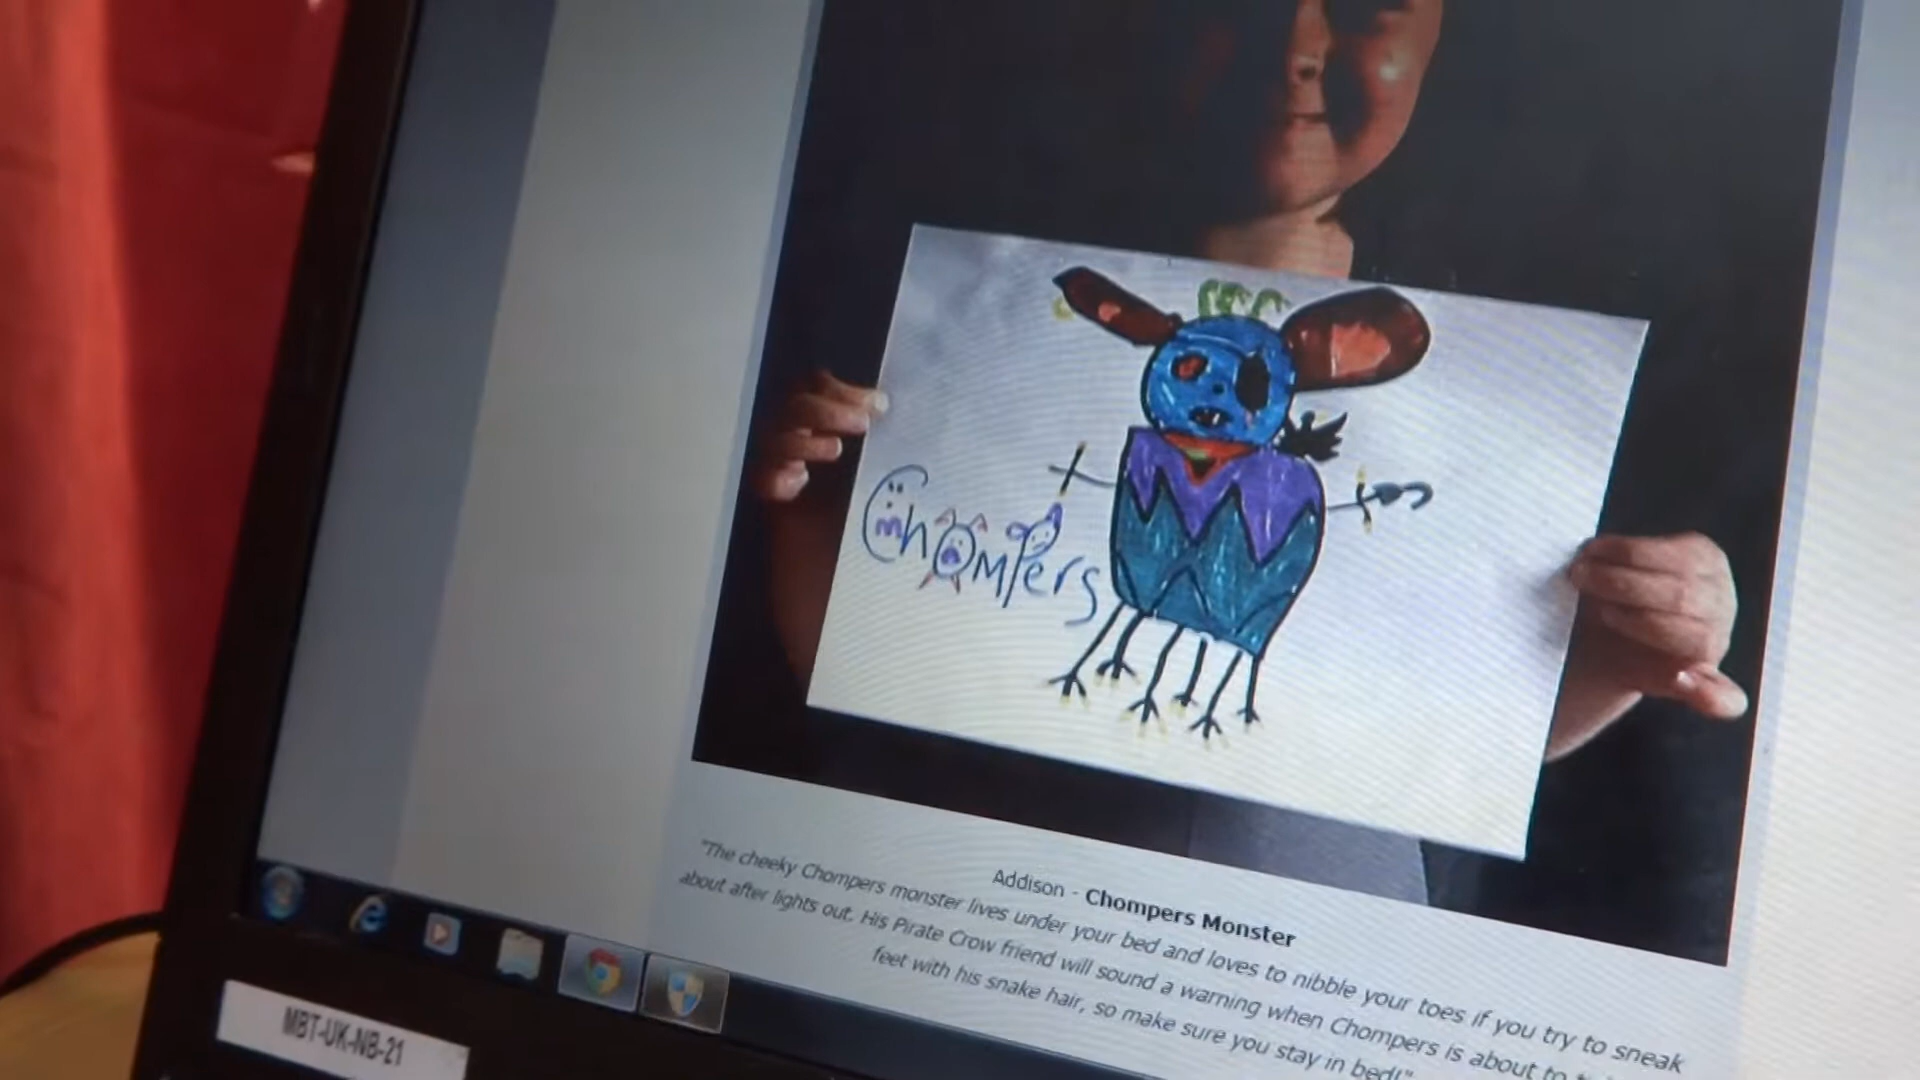 Chompers
Addison - Chompers Monster
"The cheeky Chompers monster lives under your bed and loves to nibble your toes if you try to sneak
about after lights out. His Pirate Crow friend will sound a warning when Chompers is about to
feet with his snake hair, so make sure you stay in bed!"
MBT-UK-NB-21